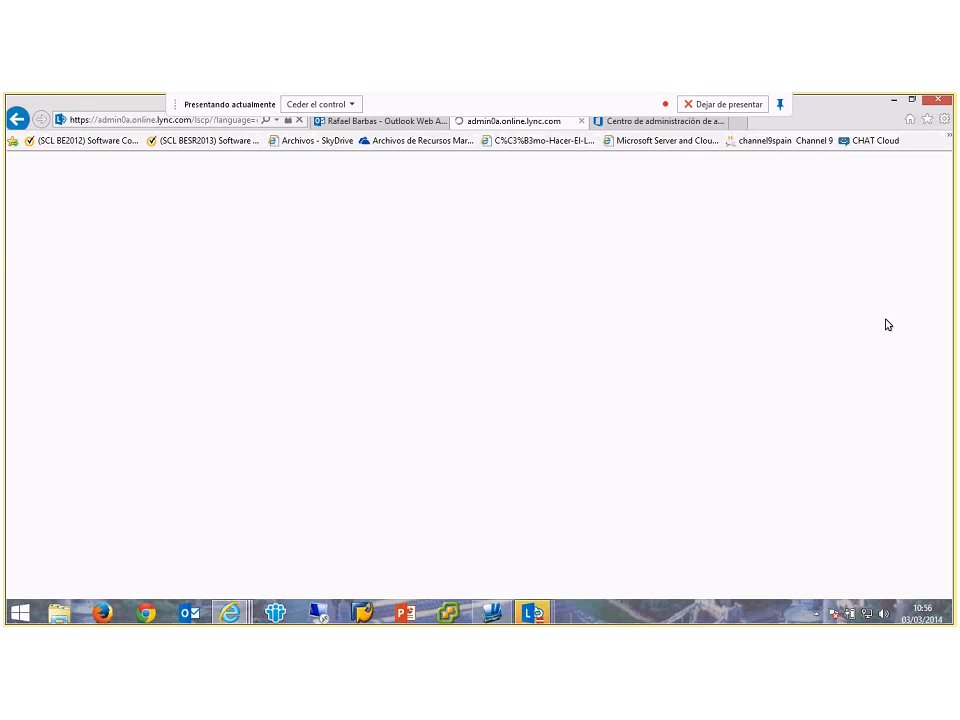 Presentando actualmente Ceder el control Dejar de presentar
https://admin0a.online.lync.com/lscp/?language= Rafael Barbas - Outlook Web A... admin0a.online.lync.com Centro de administración de a...
(SCL BE2012) Software Co... (SCL BESR2013) Software ... Archivos - SkyDrive Archivos de Recursos Mar... C%C3%B3mo-Hacer-El-L... Microsoft Server and Clou... channel9spain Channel 9 CHAT Cloud
10:56
03/03/2014